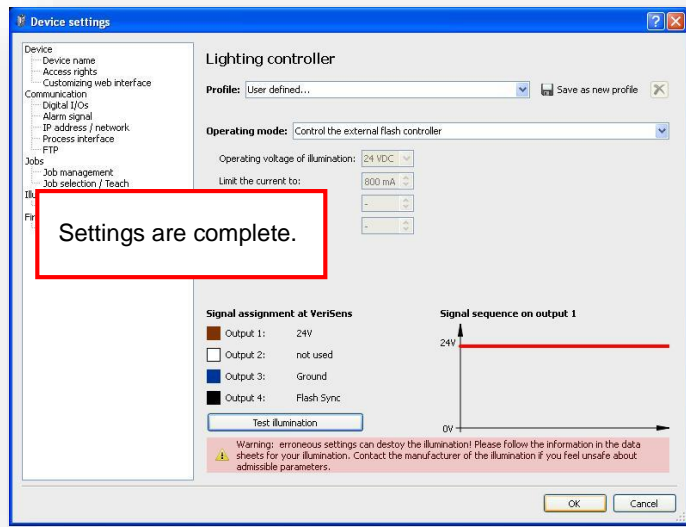 Device settings
Device
Device name
Access rights
Customizing web interface
Communication
Digital I/Os
Alarm signal
IP address / network
Process interface
FTP
Jobs
Job management
Job selection / Teach
Settings are complete.
Lighting controller
Profile: User defined... Save as new profile
Operating mode: Control the external flash controller
Operating voltage of illumination: 24 VDC
Limit the current to: 800 mA
-
-
Signal assignment at VeriSens
Output 1: 24V
Output 2: not used
Output 3: Ground
Output 4: Flash Sync
Test illumination
Signal sequence on output 1
24V
0V
Warning: erroneous settings can destoy the illumination! Please follow the information in the data
sheets for your illumination. Contact the manufacturer of the illumination if you feel unsafe about
admissible parameters.
OK Cancel